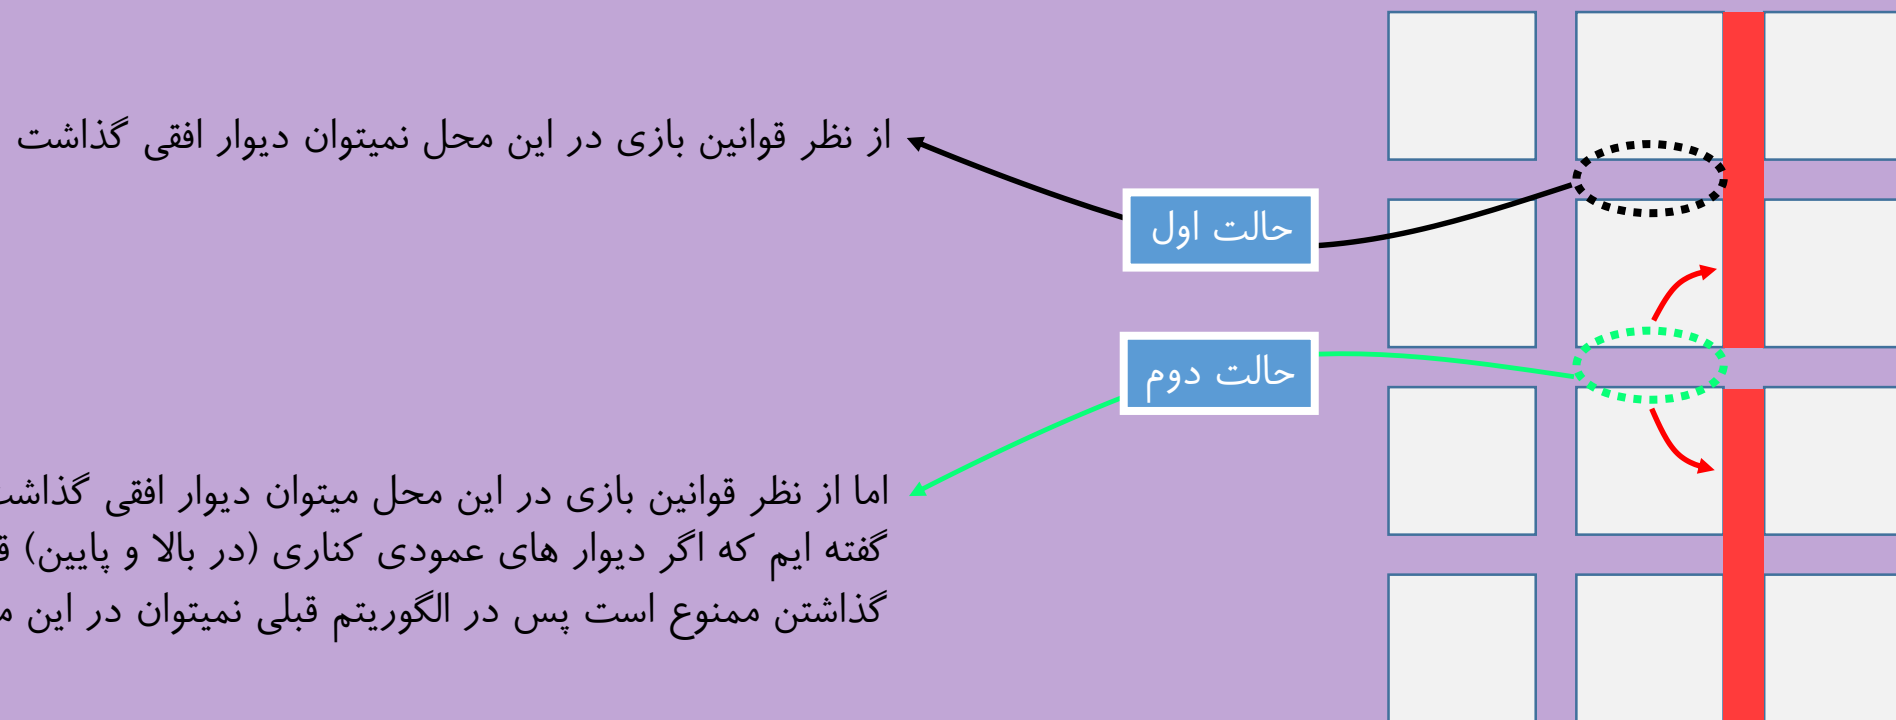 از نظر قوانین بازی در این محل نمیتوان دیوار افقی گذاشت
حالت اول
حالت دوم
اما از نظر قوانین بازی در این محل میتوان دیوار افقی
گفته ایم که اگر دیوار های عمودی کناری (در بالا و پایین)
گذاشتن ممنوع است پس در الگوریتم قبلی نمیتوان در این